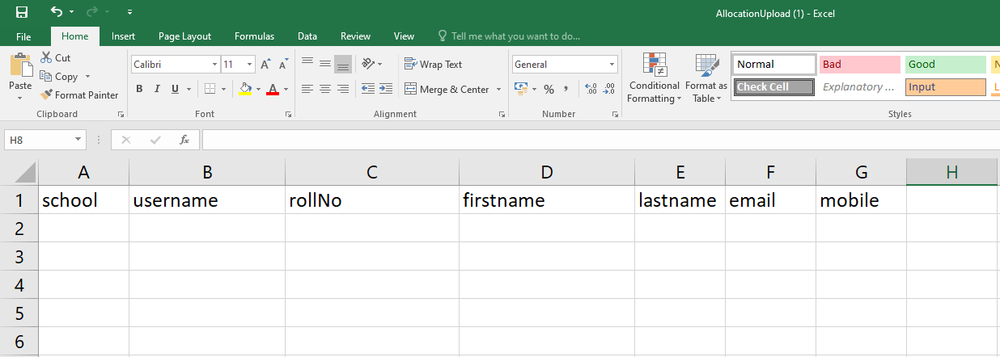 AllocationUpload (1) - Excel
File Home Insert Page Layout Formulas Data Review View Tell me what you want to do...
Paste
Cut
Copy
Format Painter
Clipboard
Calibri 11
B I U
Font
Wrap Text
Merge & Center
Alignment
General
% , .00 .0
Number
Conditional Formatting
Format as Table
Normal Bad Good
Check Cell Explanatory ... Input
Styles
H8 fx
A B C D E F G H
1 school username rollNo firstname lastname email mobile
2
3
4
5
6